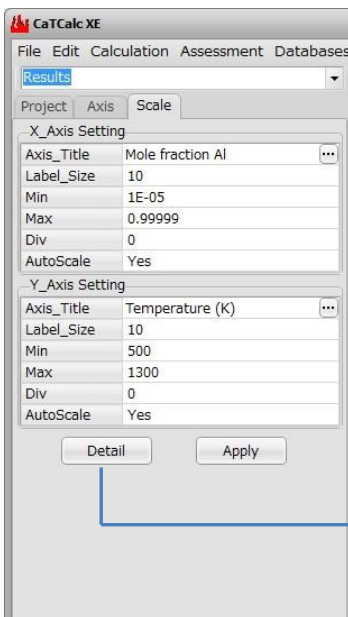 CaTCalc XE
File Edit Calculation Assessment Databases
Results
Project Axis Scale
X_Axis Setting
Axis_Title Mole fraction Al ...
Label_Size 10
Min 1E-05
Max 0.99999
Div 0
AutoScale Yes
Y_Axis Setting
Axis_Title Temperature (K) ...
Label_Size 10
Min 500
Max 1300
Div 0
AutoScale Yes
Detail Apply